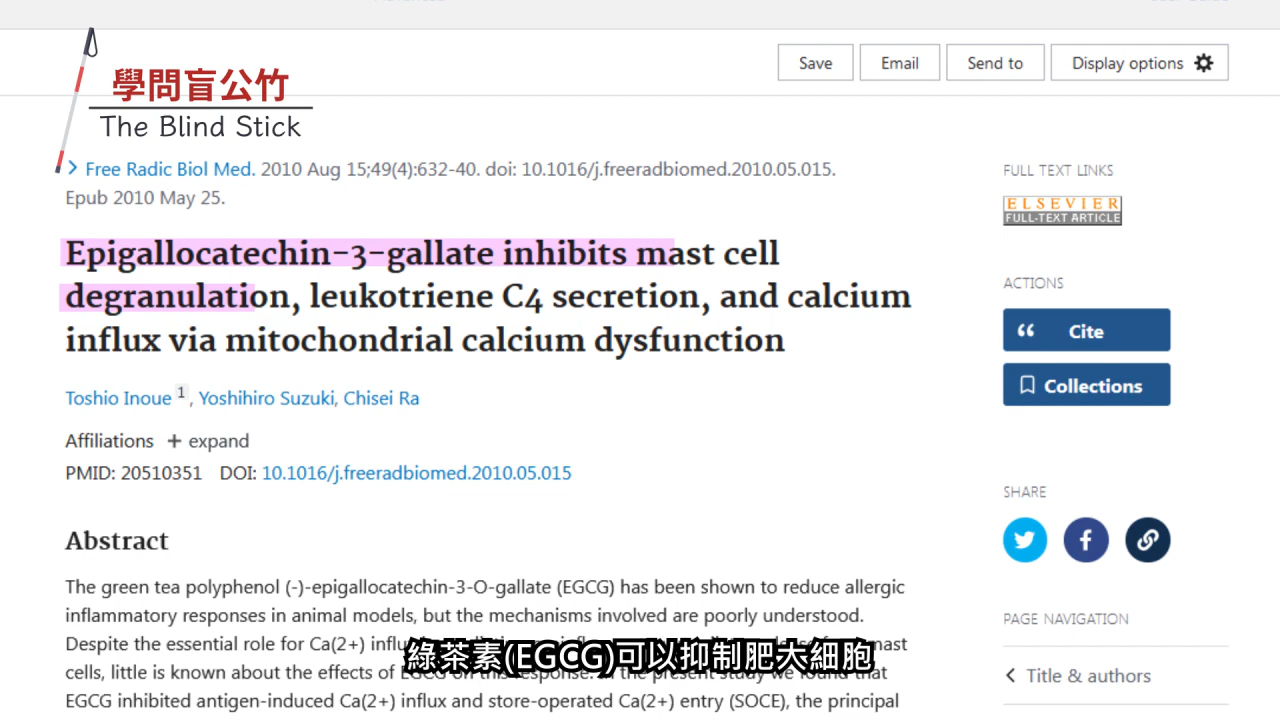 Save
Email
Send to
Display options
學問盲公竹
The Blind Stick
Free Radic Biol Med. 2010 Aug 15;49(4):632-40. doi: 10.1016/j.freeradbiomed.2010.05.015.
Epub 2010 May 25.
Epigallocatechin-3-gallate inhibits mast cell
degranulation, leukotriene C4 secretion, and calcium
influx via mitochondrial calcium dysfunction
Toshio Inoue 1, Yoshihiro Suzuki, Chisei Ra
Affiliations + expand
PMID: 20510351 DOI: 10.1016/j.freeradbiomed.2010.05.015
Abstract
The green tea polyphenol (-)-epigallocatechin-3-O-gallate (EGCG) has been shown to reduce allergic
inflammatory responses in animal models, but the mechanisms involved are poorly understood.
Despite the essential role for Ca(2+)
cells, little is known about the effects of
EGCG inhibited antigen-induced Ca(2+) influx and store-operated Ca(2+) entry (SOCE), the principal
綠茶素(EGCG)可以抑制肥大細胞
FULL TEXT LINKS
ELSEVIER
FULL-TEXT ARTICLE
ACTIONS
Cite
Collections
SHARE
PAGE NAVIGATION
Title & authors